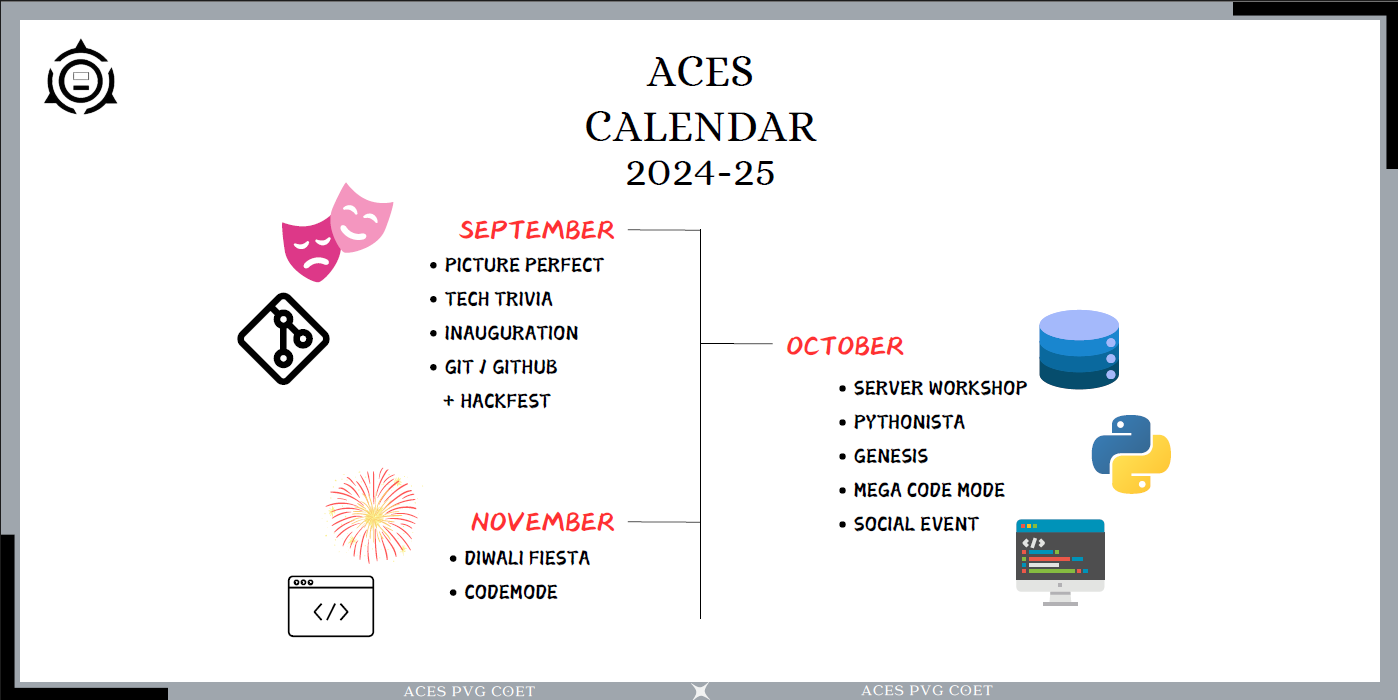 ACES
CALENDAR
2024-25
SEPTEMBER
• PICTURE PERFECT
• TECH TRIVIA
• INAUGURATION
• GIT / GITHUB
+ HACKFEST
OCTOBER
• SERVER WORKSHOP
• PYTHONISTA
• GENESIS
• MEGA CODE MODE
• SOCIAL EVENT
</>
NOVEMBER
• DIWALI FIESTA
• CODEMODE
</>
ACES PVG COET
ACES PVG COET